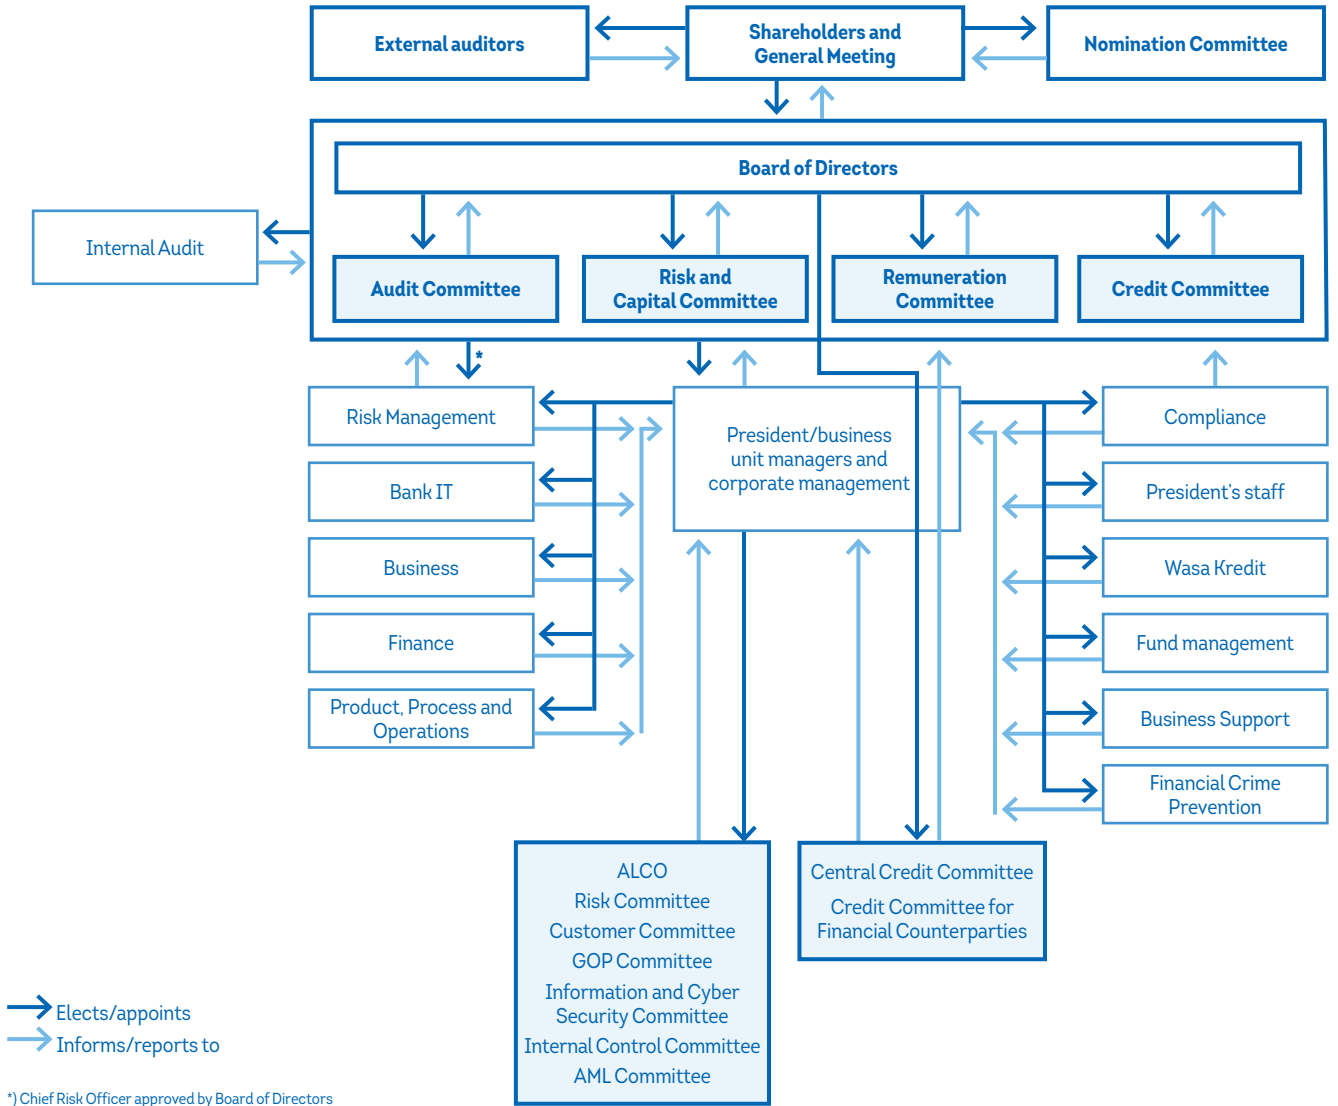 External auditors
Shareholders and
General Meeting
Nomination Committee
Board of Directors
Internal Audit
Audit Committee
Risk and
Capital Committee
Remuneration
Committee
Credit Committee
*
Risk Management
Bank IT
Business
Finance
Product, Process and
Operations
President/business
unit managers and
corporate management
Compliance
President's staff
Wasa Kredit
Fund management
Business Support
Financial Crime
Prevention
ALCO
Risk Committee
Customer Committee
GOP Committee
Information and Cyber
Security Committee
Internal Control Committee
AML Committee
Central Credit Committee
Credit Committee for
Financial Counterparties
Elects/appoints
Informs/reports to
*) Chief Risk Officer approved by Board of Directors